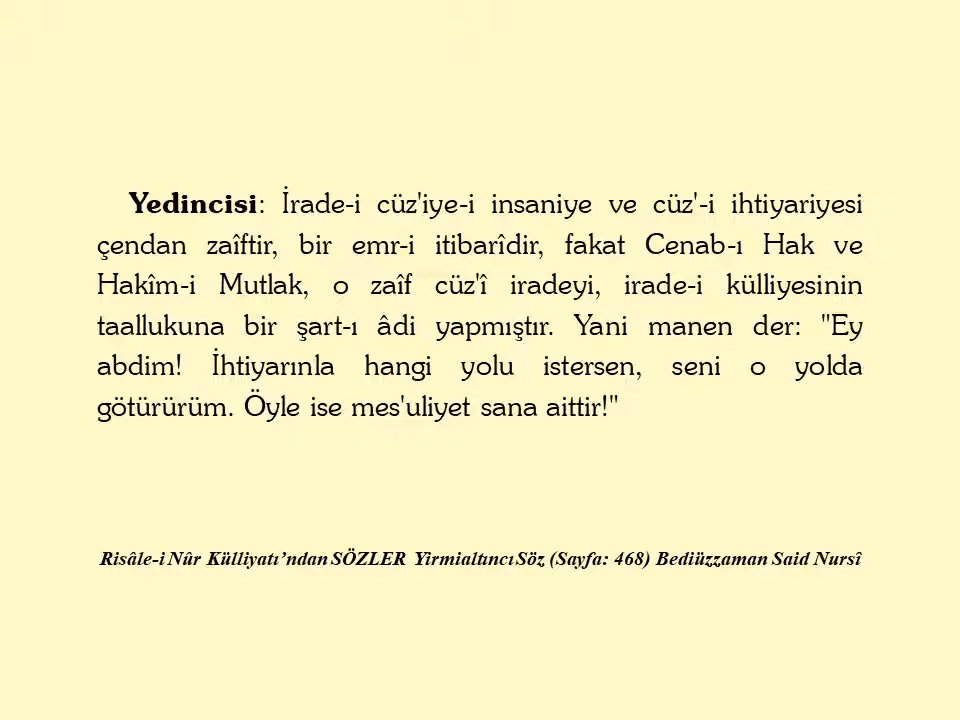 Yedincisi: İrade-i cüz'iye-i insaniye ve cüz'-i ihtiyariyesi
çendan zaîftir, bir emr-i itibarîdir, fakat Cenab-ı Hak ve
Hakîm-i Mutlak, o zaîf cüz'î iradeyi, irade-i külliyesinin
taallukuna bir şart-ı âdi yapmıştır. Yani manen der: "Ey
abdim! İhtiyarınla hangi yolu istersen, seni o yolda
götürürüm. Öyle ise mes'uliyet sana aittir!"
Risâle-i Nûr Külliyatı’ndan SÖZLER Yirmialtıncı Söz (Sayfa: 468) Bediüzzaman Said Nursî